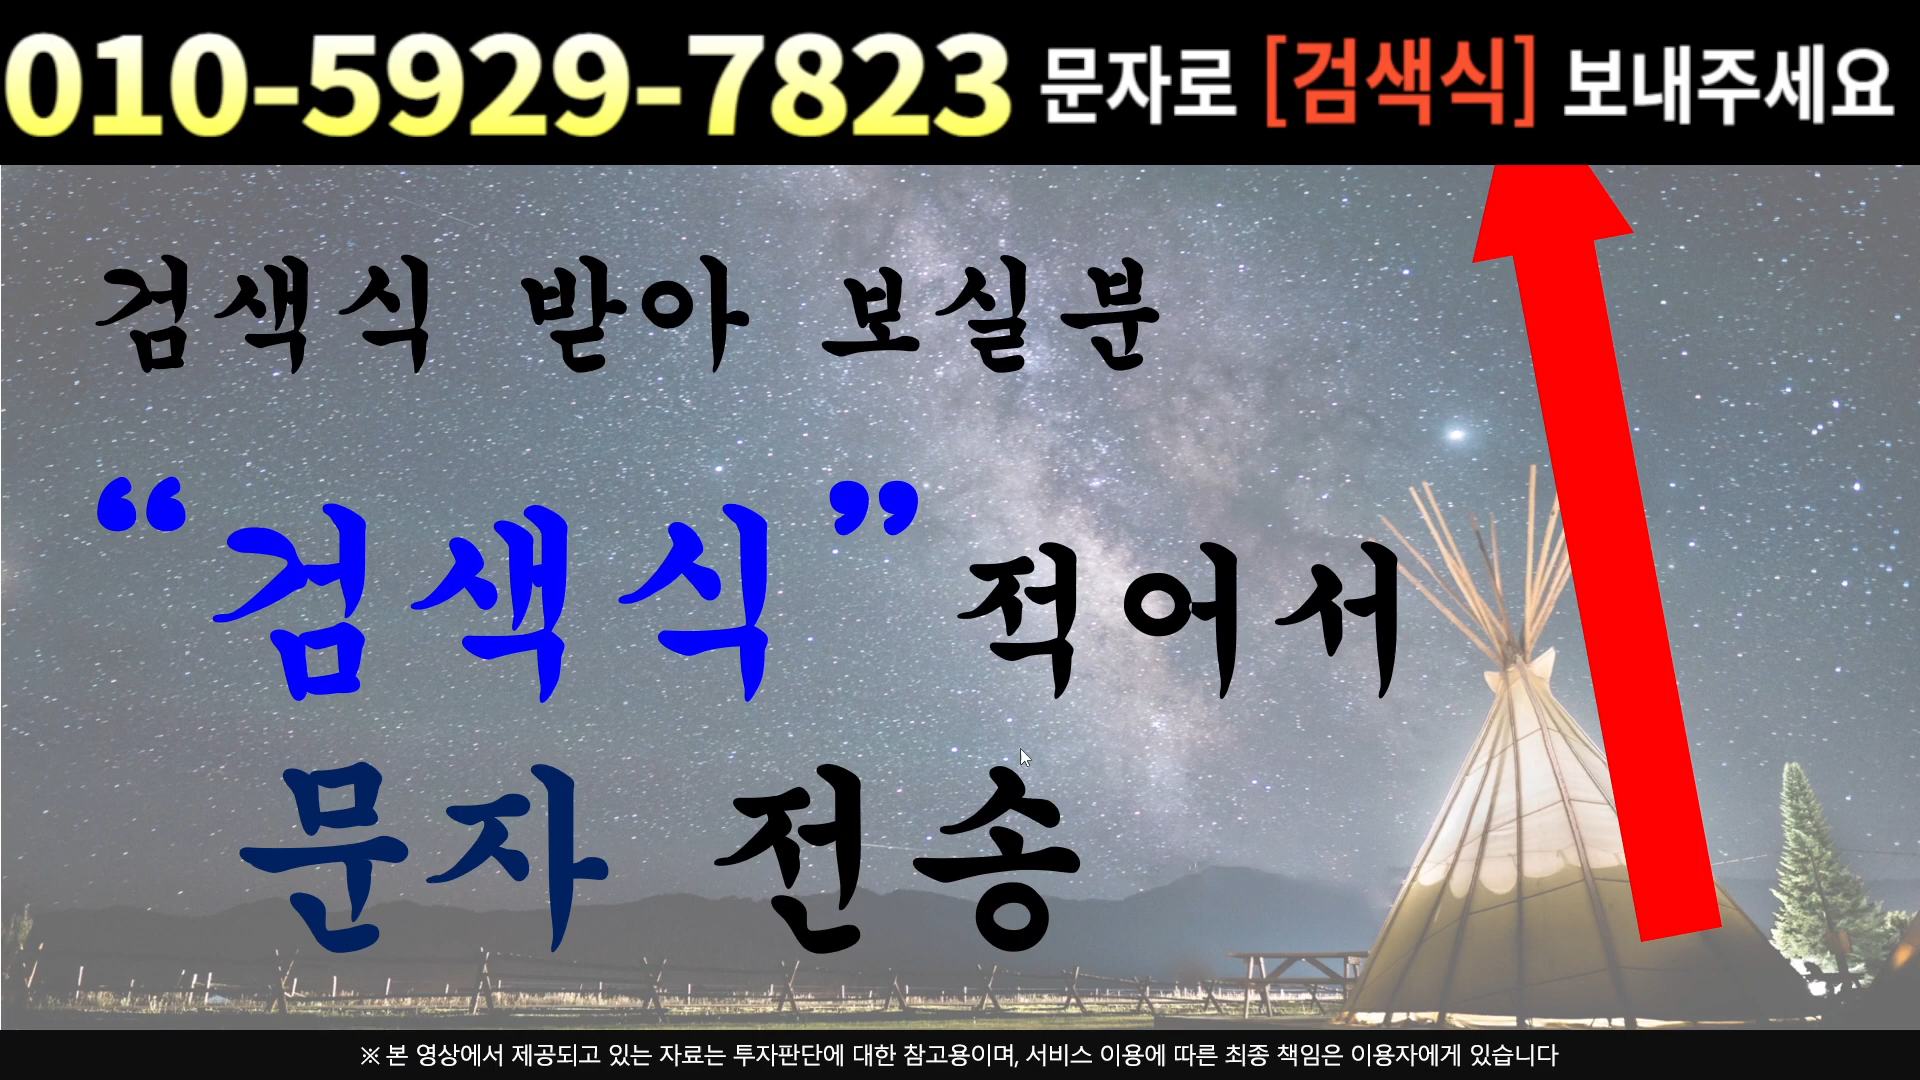 010-5929-7823 문자로 [검색식] 보내주세요
검색식 받아 보실분
“검색식” 적어서
문자 전송
※ 본 영상에서 제공되고 있는 자료는 투자판단에 대한 참고용이며, 서비스 이용에 따른 최종 책임은 이용자에게 있습니다